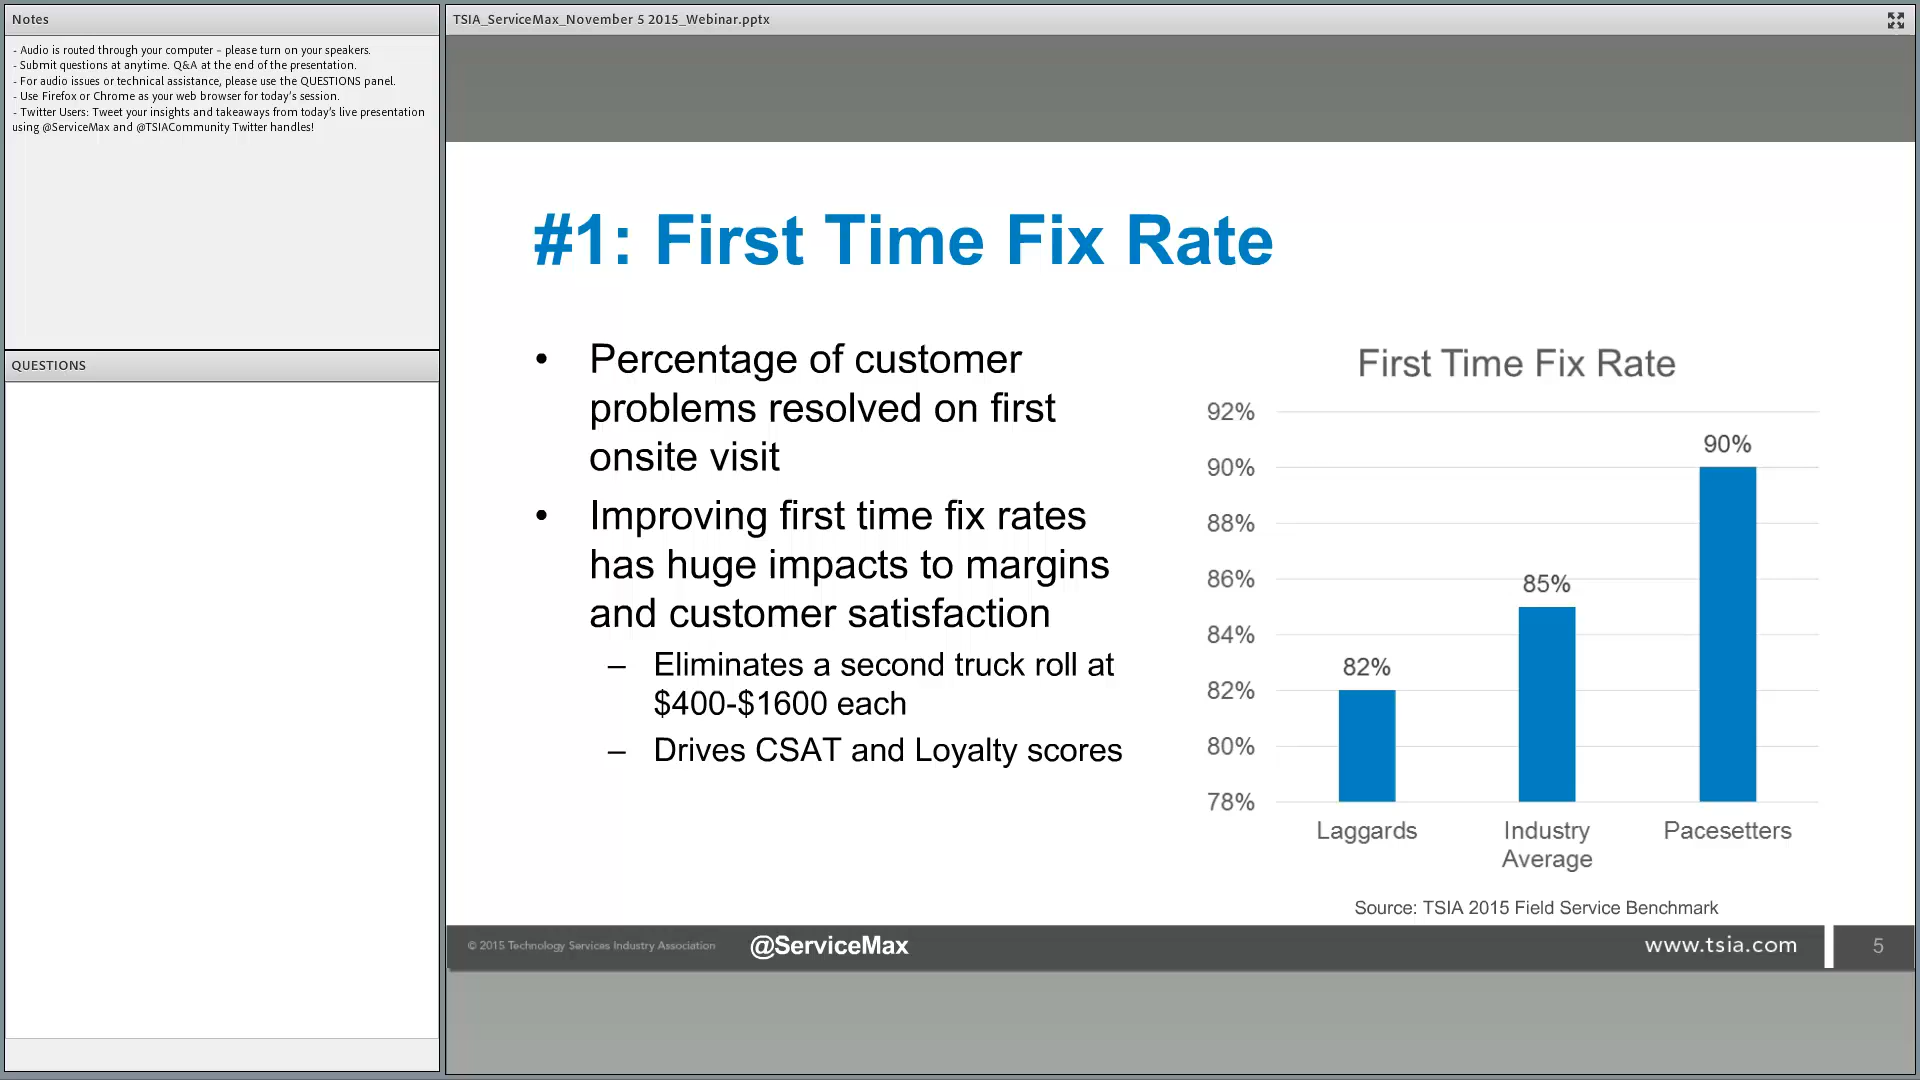 Notes
- Audio is routed through your computer – please turn on your speakers.
- Submit questions at anytime. Q&A at the end of the presentation.
- For audio issues or technical assistance, please use the QUESTIONS panel.
- Use Firefox or Chrome as your web browser for today's session.
- Twitter Users: Tweet your insights and takeaways from today's live presentation
using @ServiceMax and @TSIACommunity Twitter handles!
QUESTIONS
TSIA_ServiceMax_November 5 2015_Webinar.pptx
#1: First Time Fix Rate
• Percentage of customer
problems resolved on first
onsite visit
• Improving first time fix rates
has huge impacts to margins
and customer satisfaction
– Eliminates a second truck roll at
$400-$1600 each
– Drives CSAT and Loyalty scores
First Time Fix Rate
92%
90%
88%
86%
84%
82%
80%
78%
82%
85%
90%
Laggards
Industry
Average
Pacesetters
Source: TSIA 2015 Field Service Benchmark
© 2015 Technology Services Industry Association
@ServiceMax
www.tsia.com
5